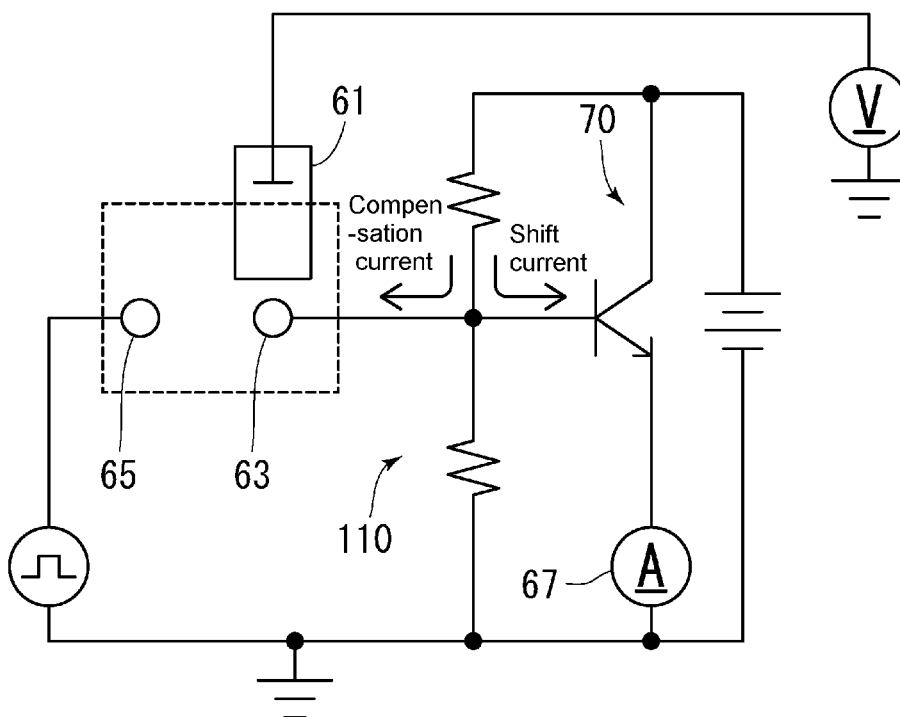 61
70
V
Compen
-sation
current
Shift
current
65
63
110
67
A